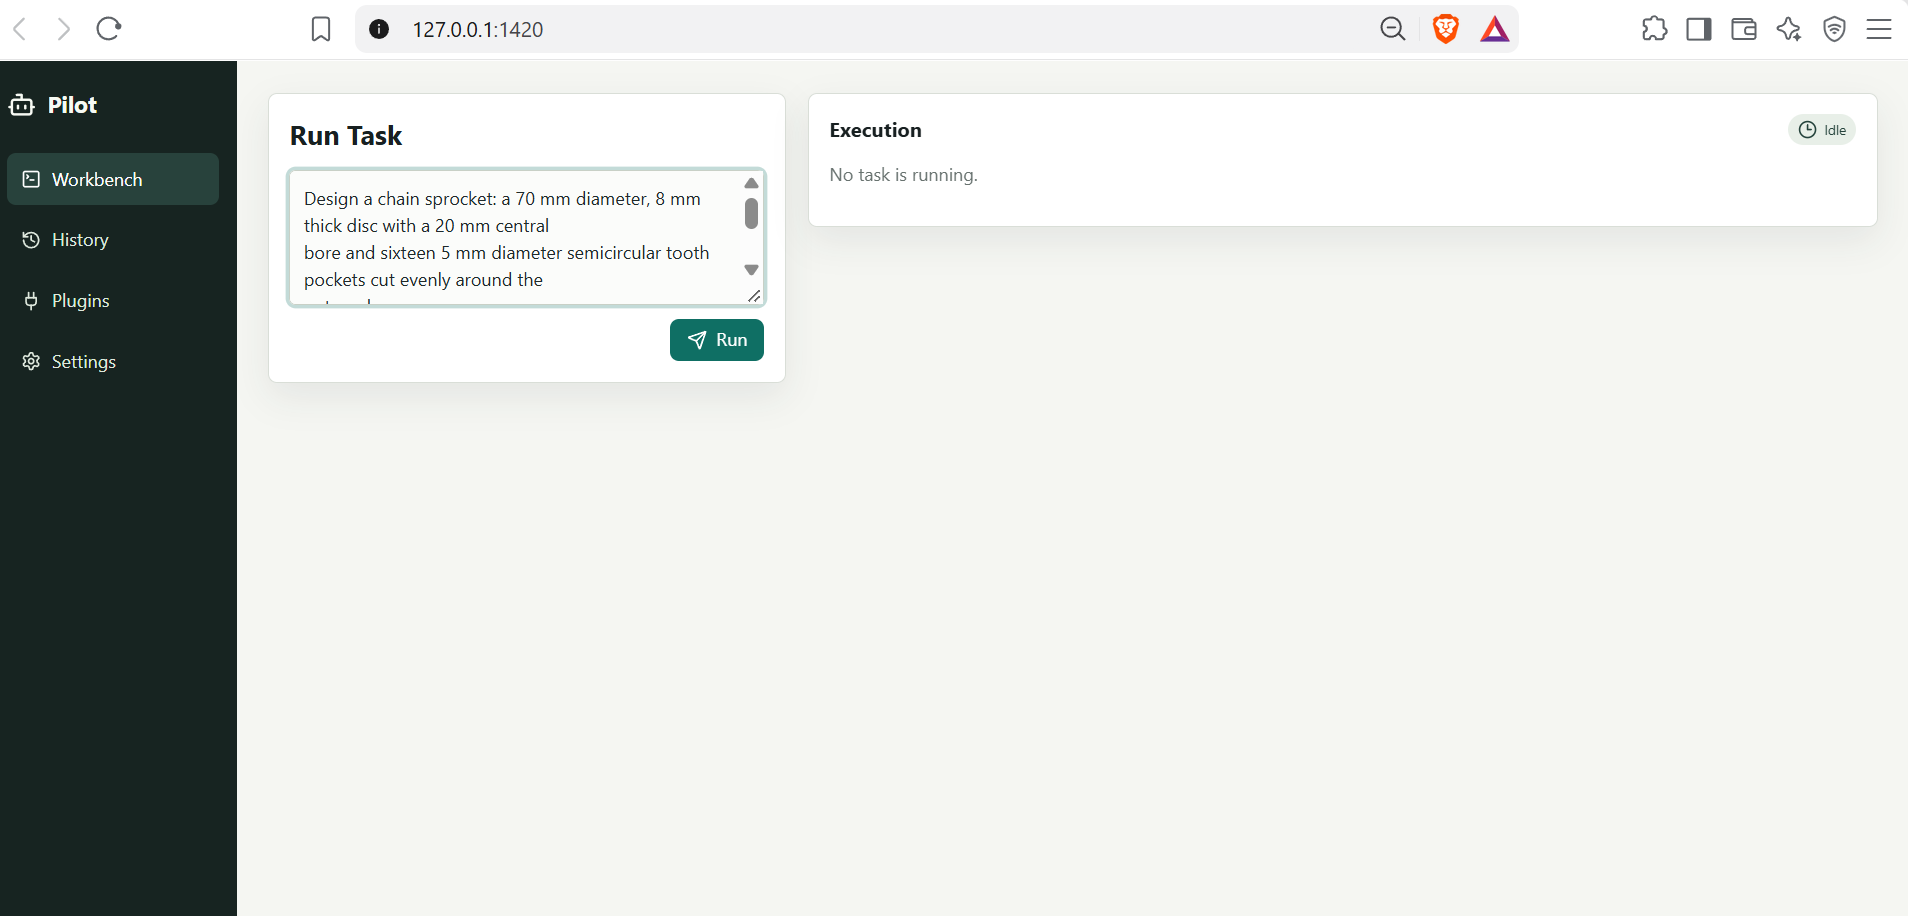 127.0.0.1:1420
Pilot
Workbench
History
Plugins
Settings
Run Task
Design a chain sprocket: a 70 mm diameter, 8 mm
thick disc with a 20 mm central
bore and sixteen 5 mm diameter semicircular tooth
pockets cut evenly around the
Run
Execution
Idle
No task is running.